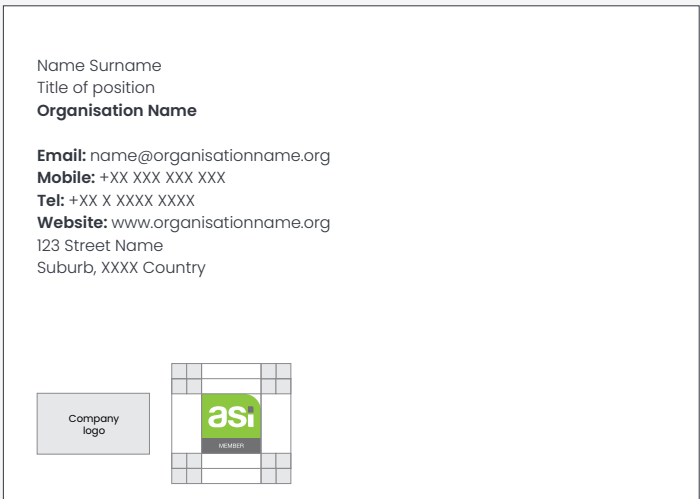 Name Surname
Title of position
Organisation Name
Email: name@organisationname.org
Mobile: +XX XXX XXX XXX
Tel: +XX X XXXX XXXX
Website: www.organisationname.org
123 Street Name
Suburb, XXXX Country
Company
logo
asi
MEMBER